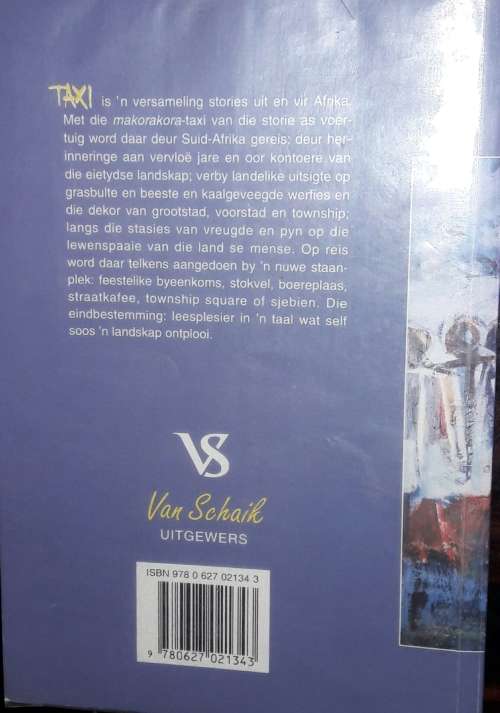 TAXI is 'n versameling stories uit en vir Afrika.
Met die makorakora-taxi van die storie as voer-
tuig word daar deur Suid-Afrika gereis; deur her-
inneringe aan vervloë jare en oor kontoere van
die eietydse landskap; verby landelike uitsigte op
grasbulte en beeste en kaalgeveegde werfies en
die dekor van grootstad, voorstad en township;
langs die stasies van vreugde en pyn op die
lewenspaaie van die land se mense. Op reis
word daar telkens aangedoen by 'n nuwe staan-
plek: feestelike byeenkoms, stokvel, boereplaas,
straatkafee, township square of sjebien. Die
eindbestemming: leesplesier in 'n taal wat self
soos 'n landskap ontplooi.
VS
Van Schaik
UITGEWERS
ISBN 978 0 627 02134 3
9 780627 021343